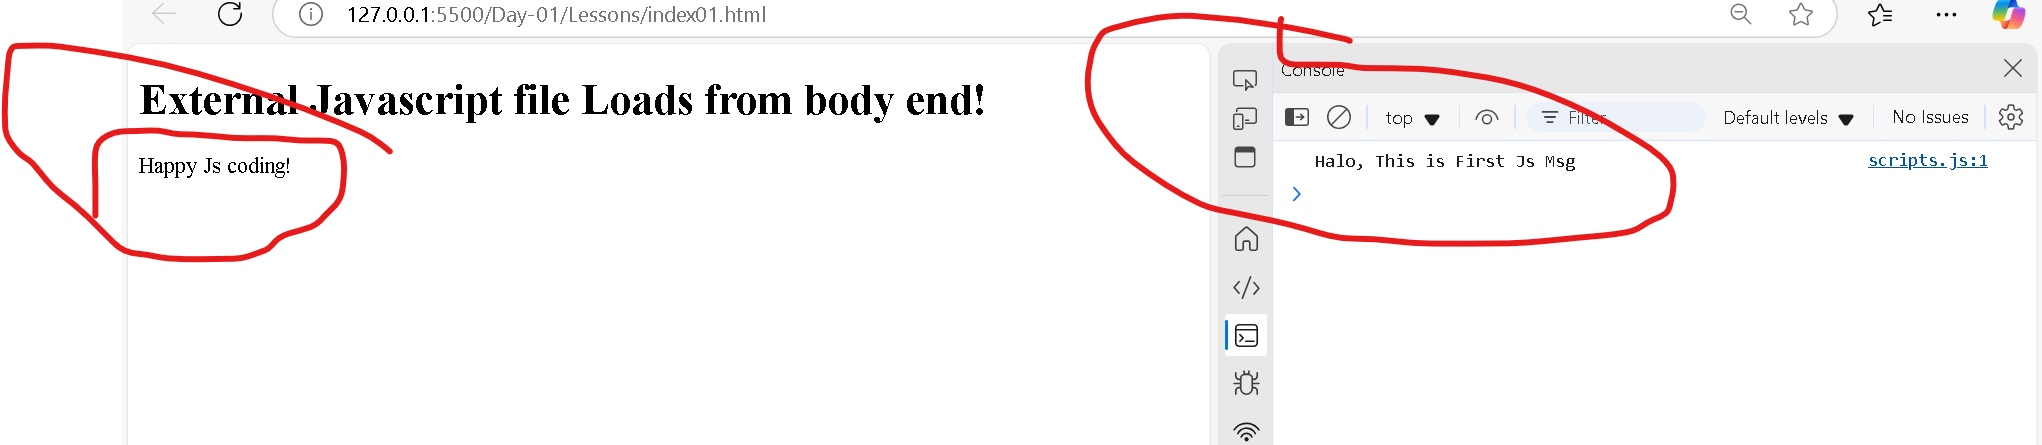 127.0.0.1:5500/Day-01/Lessons/index01.html
External Javascript file Loads from body end!
Happy Js coding!
Console
top
Filter
Default levels
No Issues
Halo, This is First Js Msg
scripts.js:1